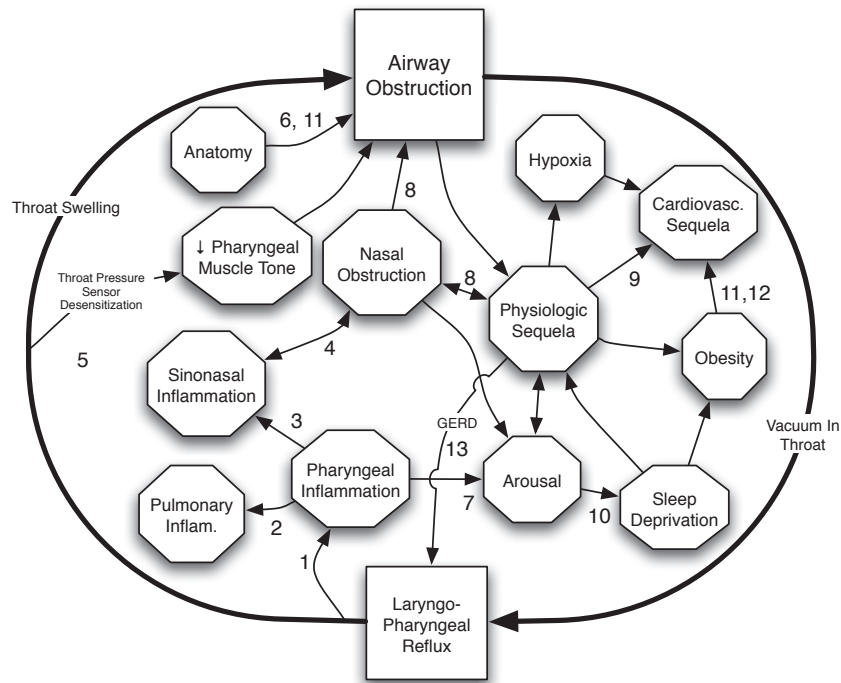 Airway
Obstruction
6, 11
Anatomy
Hypoxia
Cardiovasc.
Sequela
8
Throat Swelling
↓ Pharyngeal
Muscle Tone
Nasal
Obstruction
Throat Pressure
Sensor
Desensitization
8
9
11,12
Physiologic
Sequela
5
4
Obesity
Sinonasal
Inflammation
3
GERD
13
Vacuum In
Throat
Pharyngeal
Inflammation
Arousal
7
10
Sleep
Deprivation
Pulmonary
Inflam.
2
1
Laryngo-
Pharyngeal
Reflux